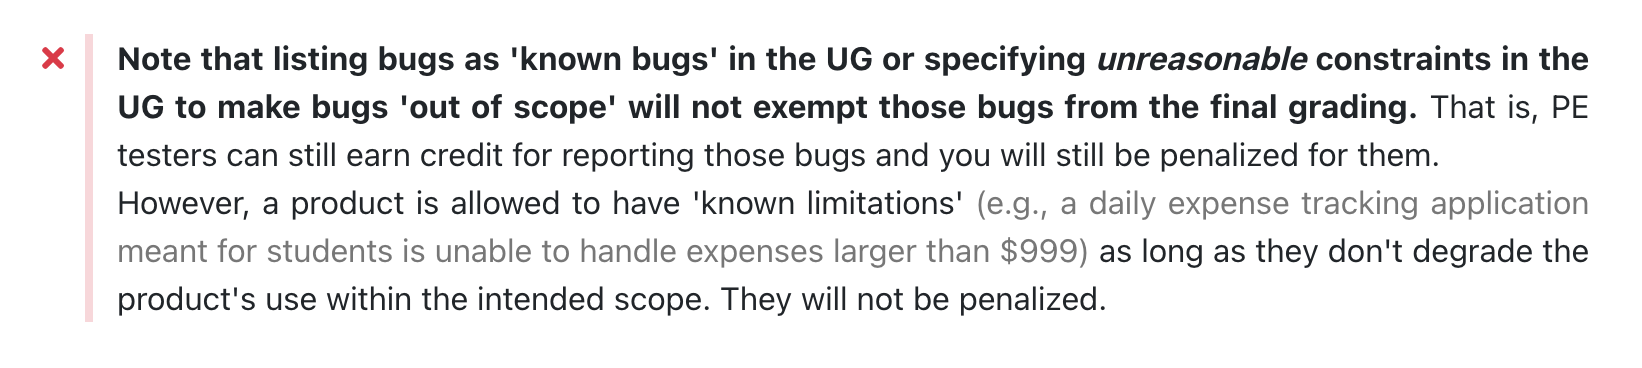 Note that listing bugs as 'known bugs' in the UG or specifying unreasonable constraints in the
UG to make bugs 'out of scope' will not exempt those bugs from the final grading. That is, PE
testers can still earn credit for reporting those bugs and you will still be penalized for them.
However, a product is allowed to have 'known limitations' (e.g., a daily expense tracking application
meant for students is unable to handle expenses larger than $999) as long as they don't degrade the
product's use within the intended scope. They will not be penalized.